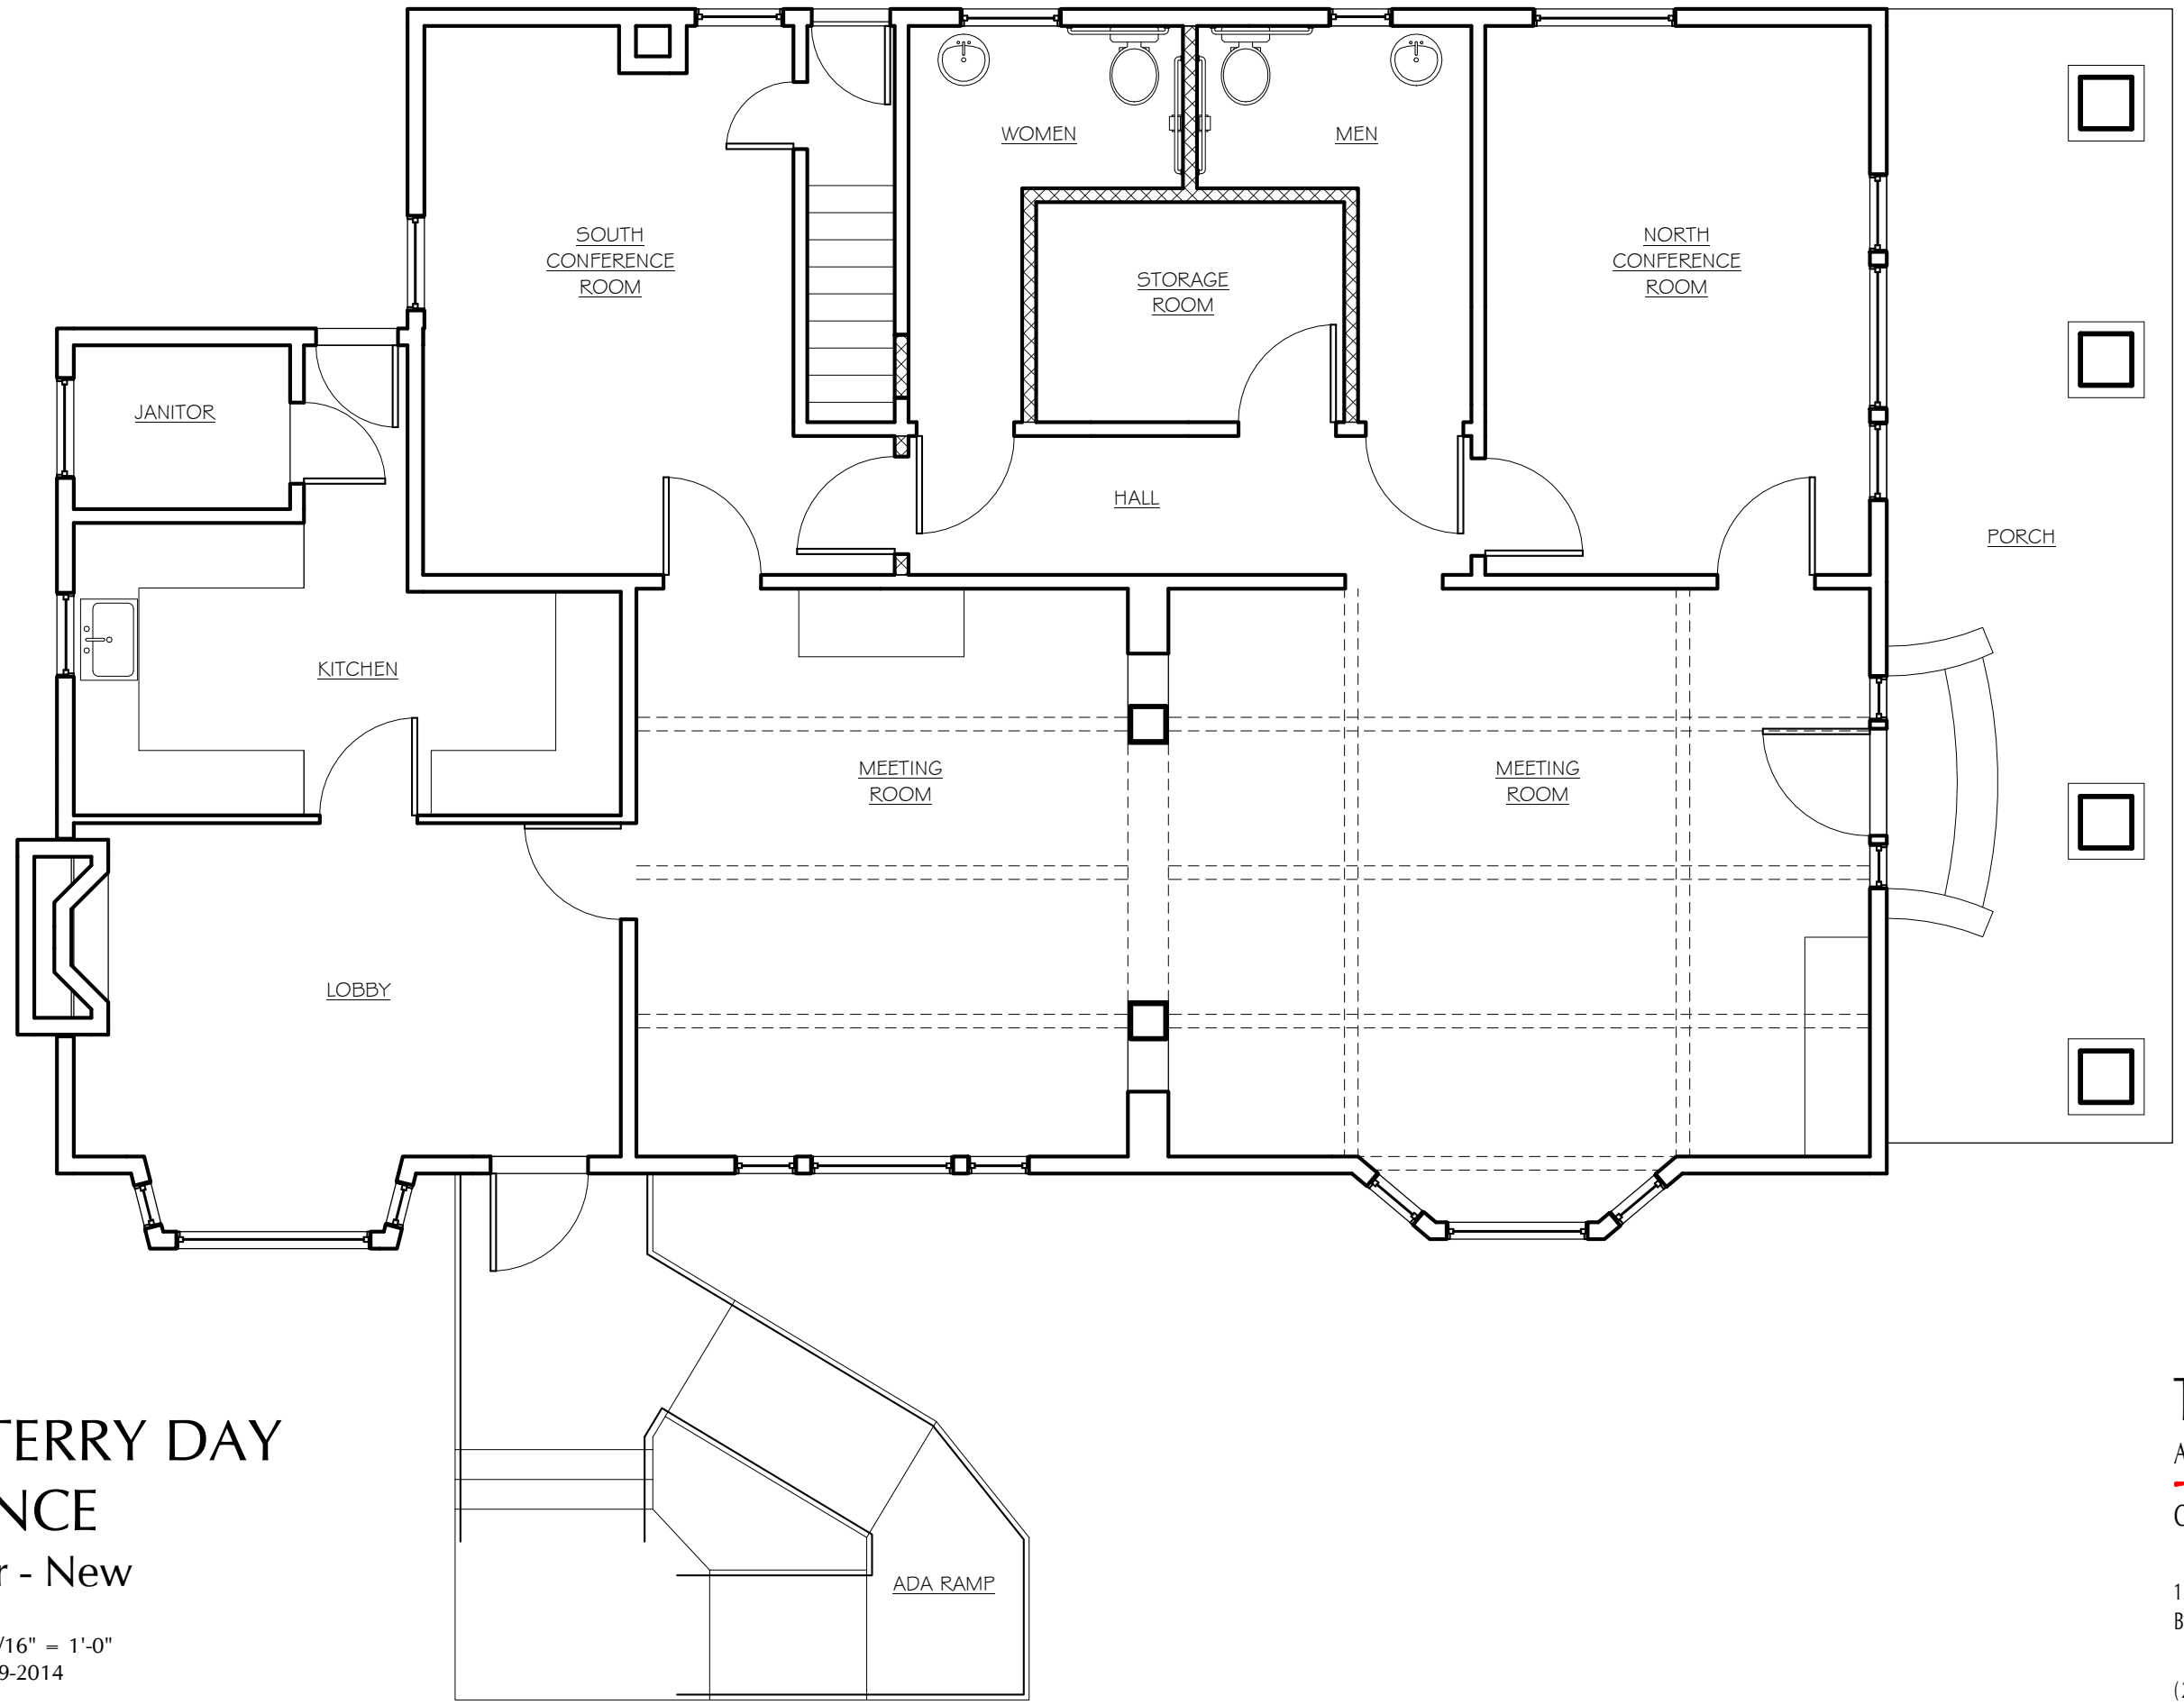 WOMEN
MEN
SOUTH
CONFERENCE
ROOM
NORTH
CONFERENCE
ROOM
STORAGE
ROOM
JANITOR
HALL
PORCH
KITCHEN
MEETING
ROOM
MEETING
ROOM
LOBBY
ADA RAMP
TERRY DAY
NCE
r - New
/16" = 1'-0"
9-2014